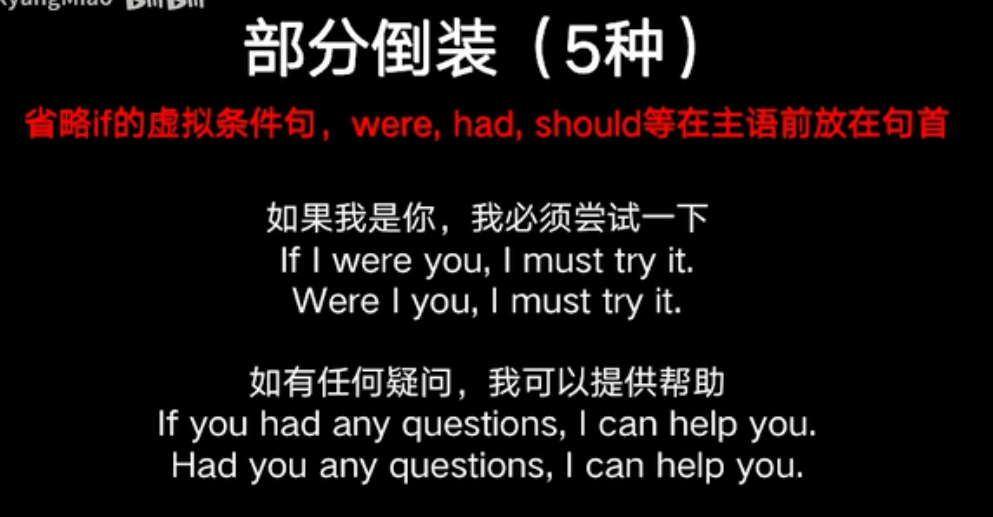 部分倒装（5种）
省略if的虚拟条件句，were, had, should等在主语前放在句首
如果我是你，我必须尝试一下
If I were you, I must try it.
Were I you, I must try it.
如有任何疑问，我可以提供帮助
If you had any questions, I can help you.
Had you any questions, I can help you.